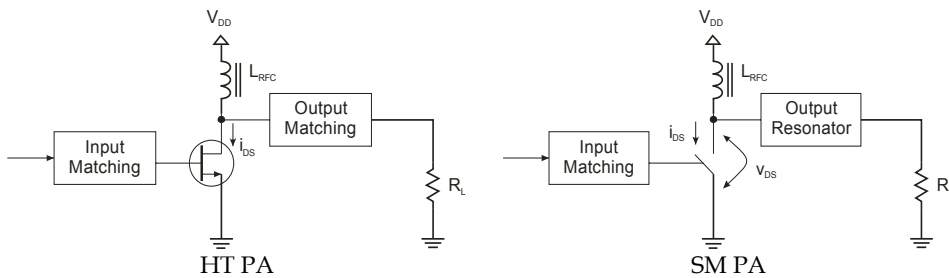 V_DD
L_RFC
Output
Matching
Input
Matching
i_DS
R_L
HT PA
V_DD
L_RFC
Output
Resonator
Input
Matching
i_DS
v_DS
R
SM PA